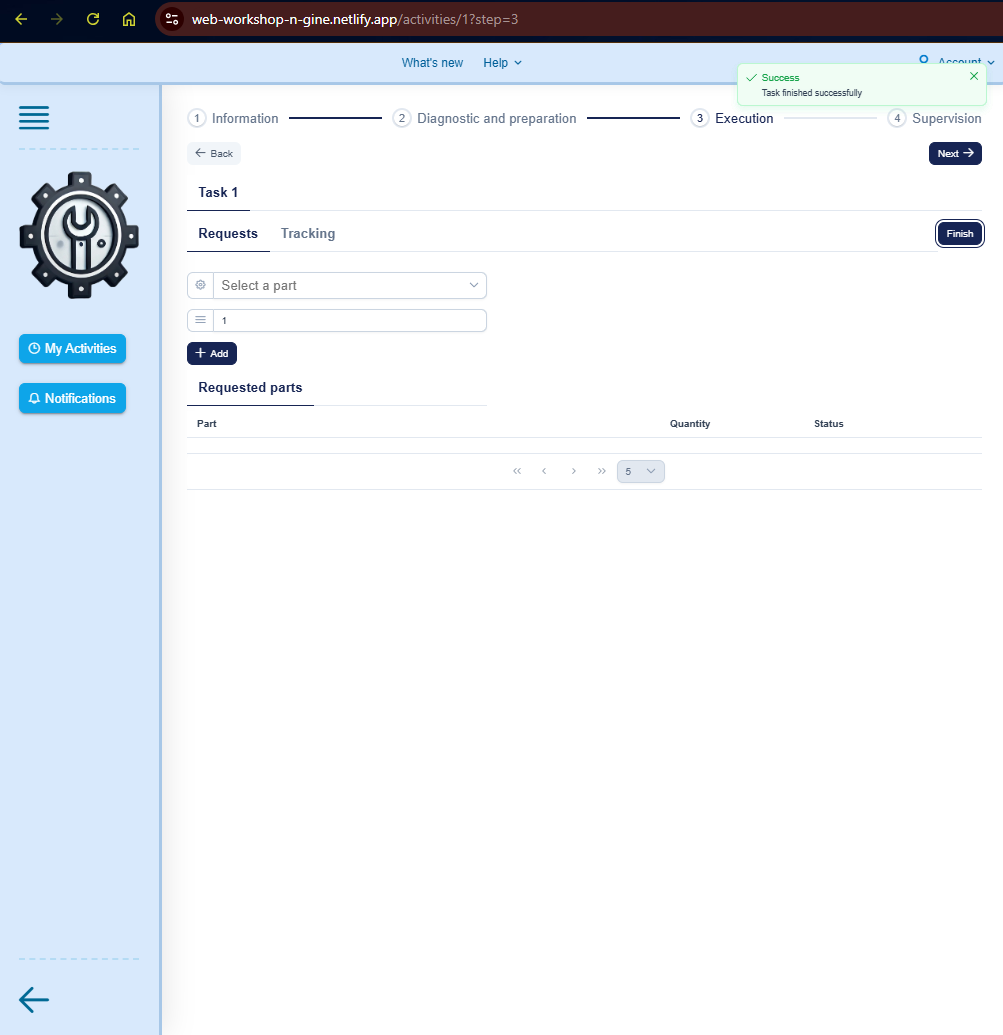 web-workshop-n-gine.netlify.app/activities/1?step=3
What's new Help Account
Success
Task finished successfully
1 Information 2 Diagnostic and preparation 3 Execution 4 Supervision
Back Next
Task 1
Requests Tracking Finish
Select a part
1
Add
My Activities
Requested parts
Notifications
Part Quantity Status
5